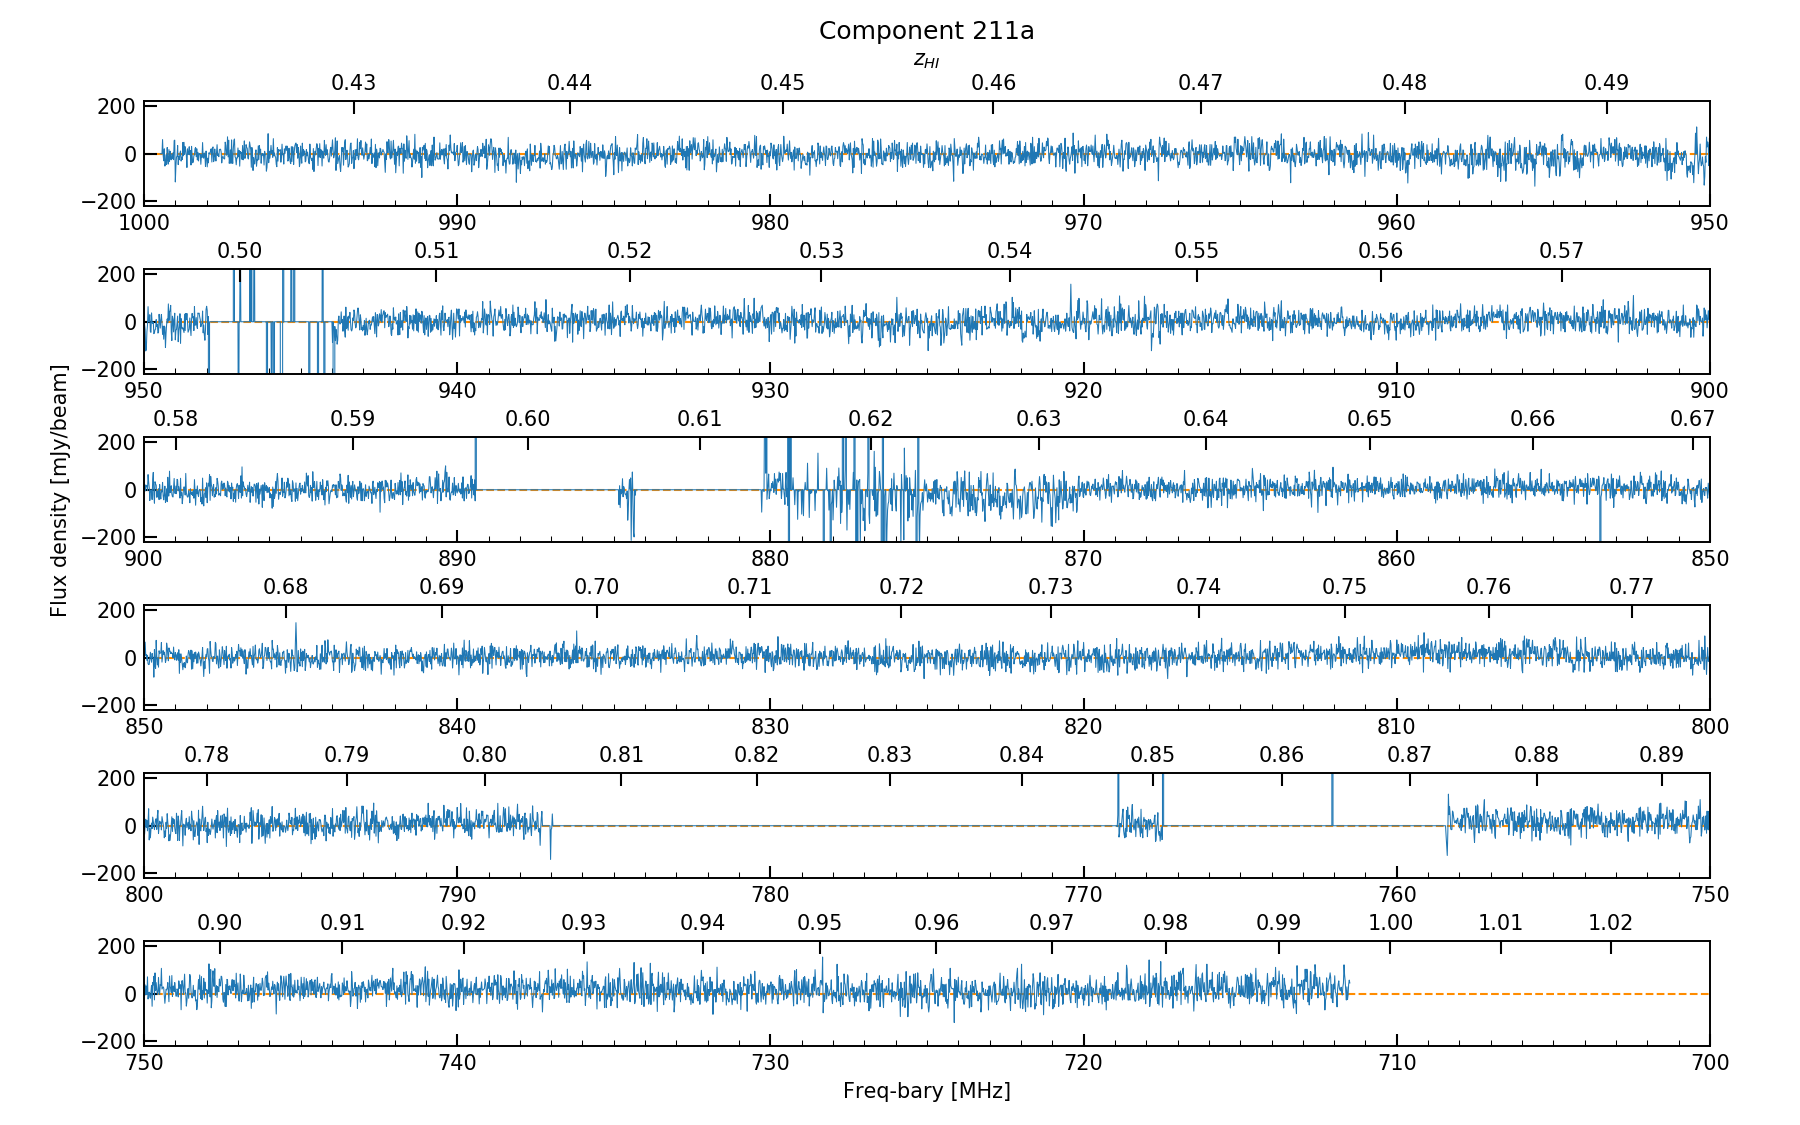 Component 211a
z_HI
0.43 0.44 0.45 0.46 0.47 0.48 0.49
200
0
−200
1000 990 980 970 960 950
0.50 0.51 0.52 0.53 0.54 0.55 0.56 0.57
200
0
−200
950 940 930 920 910 900
0.58 0.59 0.60 0.61 0.62 0.63 0.64 0.65 0.66 0.67
200
0
−200
900 890 880 870 860 850
Flux density [mJy/beam]
0.68 0.69 0.70 0.71 0.72 0.73 0.74 0.75 0.76 0.77
200
0
−200
850 840 830 820 810 800
0.78 0.79 0.80 0.81 0.82 0.83 0.84 0.85 0.86 0.87 0.88 0.89
200
0
−200
800 790 780 770 760 750
0.90 0.91 0.92 0.93 0.94 0.95 0.96 0.97 0.98 0.99 1.00 1.01 1.02
200
0
−200
750 740 730 720 710 700
Freq-bary [MHz]